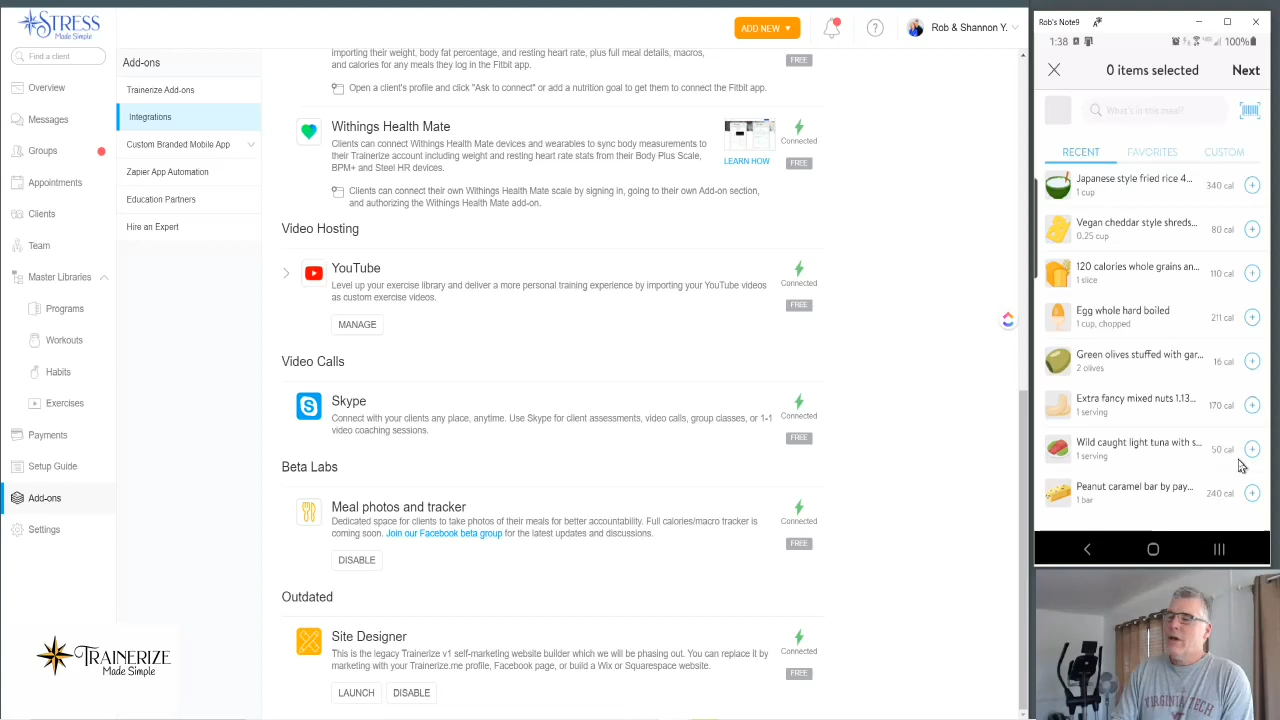 STRESS
Made Simple
Find a client
Overview
Messages
Groups
Appointments
Clients
Team
Master Libraries
Programs
Workouts
Habits
Exercises
Payments
Setup Guide
Add-ons
Settings
TRAINERIZE
Made Simple
Add-ons
Trainerize Add-ons
Integrations
Custom Branded Mobile App
Zapier App Automation
Education Partners
Hire an Expert
ADD NEW
?
Rob & Shannon Y.
importing their weight, body fat percentage, and resting heart rate, plus full meal details, macros,
and calories for any meals they log in the Fitbit app.
FREE
Open a client's profile and click "Ask to connect" or add a nutrition goal to get them to connect the Fitbit app.
Withings Health Mate
Clients can connect Withings Health Mate devices and wearables to sync body measurements to
their Trainerize account including weight and resting heart rate stats from their Body Plus Scale,
BPM+ and Steel HR devices.
LEARN HOW
Connected
FREE
Clients can connect their own Withings Health Mate scale by signing in, going to their own Add-on section,
and authorizing the Withings Health Mate add-on.
Video Hosting
YouTube
Level up your exercise library and deliver a more personal training experience by importing your YouTube videos
as custom exercise videos.
Connected
FREE
MANAGE
Video Calls
Skype
Connect with your clients any place, anytime. Use Skype for client assessments, video calls, group classes, or 1-1
video coaching sessions.
Connected
FREE
Beta Labs
Meal photos and tracker
Dedicated space for clients to take photos of their meals for better accountability. Full calories/macro tracker is
coming soon. Join our Facebook beta group for the latest updates and discussions.
Connected
FREE
DISABLE
Outdated
Site Designer
This is the legacy Trainerize v1 self-marketing website builder which we will be phasing out. You can replace it by
marketing with your Trainerize.me profile, Facebook page, or build a Wix or Squarespace website.
Connected
FREE
LAUNCH
DISABLE
Rob's Note9
1:38
100%
0 items selected
Next
What's in this meal?
RECENT
FAVORITES
CUSTOM
Japanese style fried rice 4...
1 cup
340 cal
Vegan cheddar style shreds...
0.25 cup
80 cal
120 calories whole grains an...
1 slice
110 cal
Egg whole hard boiled
1 cup, chopped
211 cal
Green olives stuffed with gar...
2 olives
16 cal
Extra fancy mixed nuts 1.13...
1 serving
170 cal
Wild caught light tuna with s...
1 serving
50 cal
Peanut caramel bar by pay...
1 bar
240 cal
VIRGINIA TECH